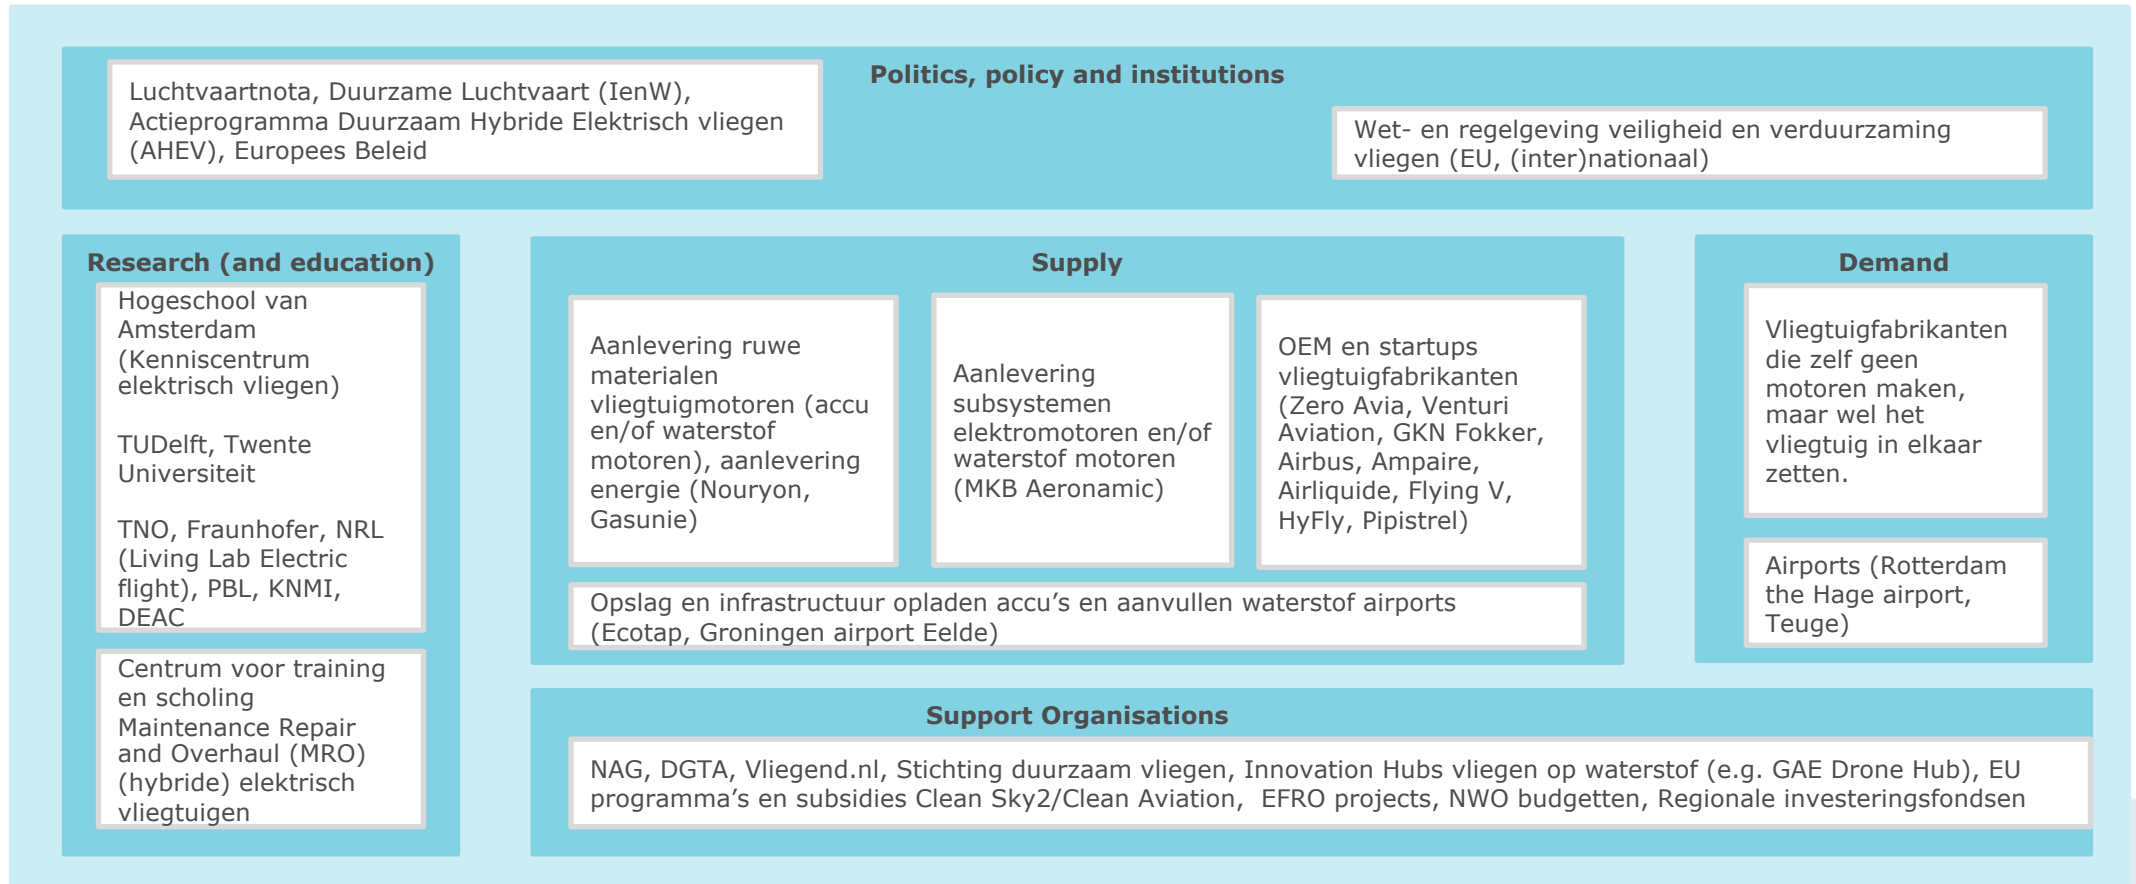 Politics, policy and institutions
Luchtvaartnota, Duurzame Luchtvaart (IenW),
Actieprogramma Duurzaam Hybride Elektrisch vliegen
(AHEV), Europees Beleid
Wet- en regelgeving veiligheid en verduurzaming
vliegen (EU, (inter)nationaal)
Research (and education)
Hogeschool van
Amsterdam
(Kenniscentrum
elektrisch vliegen)
TUDelft, Twente
Universiteit
TNO, Fraunhofer, NRL
(Living Lab Electric
flight), PBL, KNMI,
DEAC
Centrum voor training
en scholing
Maintenance Repair
and Overhaul (MRO)
(hybride) elektrisch
vliegtuigen
Supply
Aanlevering ruwe
materialen
vliegtuigmotoren (accu
en/of waterstof
motoren), aanlevering
energie (Nouryon,
Gasunie)
Aanlevering
subsystemen
elektromotoren en/of
waterstof motoren
(MKB Aeronamic)
OEM en startups
vliegtuigfabrikanten
(Zero Avia, Venturi
Aviation, GKN Fokker,
Airbus, Ampaire,
Airliquide, Flying V,
HyFly, Pipistrel)
Opslag en infrastructuur opladen accu’s en aanvullen waterstof airports
(Ecotap, Groningen airport Eelde)
Demand
Vliegtuigfabrikanten
die zelf geen
motoren maken,
maar wel het
vliegtuig in elkaar
zetten.
Airports (Rotterdam
the Hage airport,
Teuge)
Support Organisations
NAG, DGTA, Vliegend.nl, Stichting duurzaam vliegen, Innovation Hubs vliegen op waterstof (e.g. GAE Drone Hub), EU
programma’s en subsidies Clean Sky2/Clean Aviation, EFRO projects, NWO budgetten, Regionale investeringsfondsen